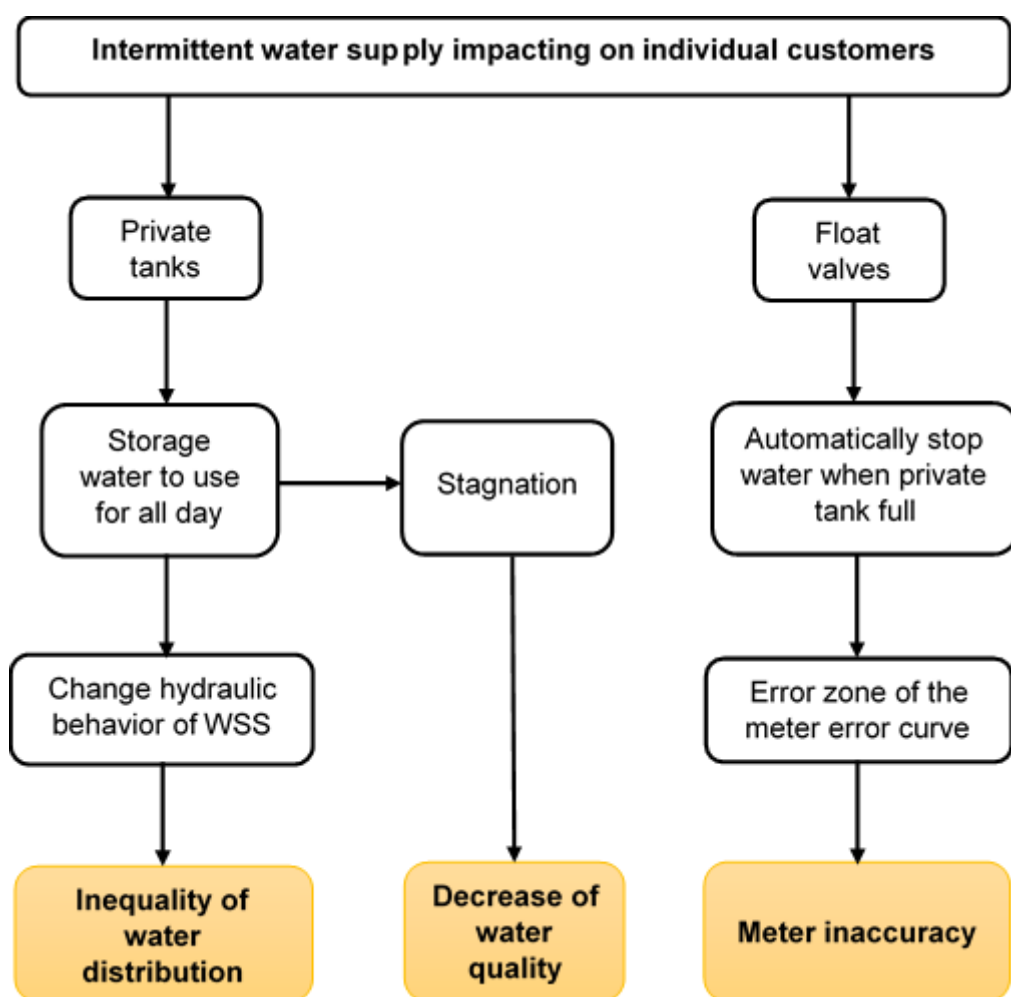 Intermittent water supply impacting on individual customers
Private
tanks
Float
valves
Storage
water to use
for all day
Stagnation
Automatically stop
water when private
tank full
Change hydraulic
behavior of WSS
Error zone of the
meter error curve
Inequality of
water
distribution
Decrease of
water
quality
Meter inaccuracy